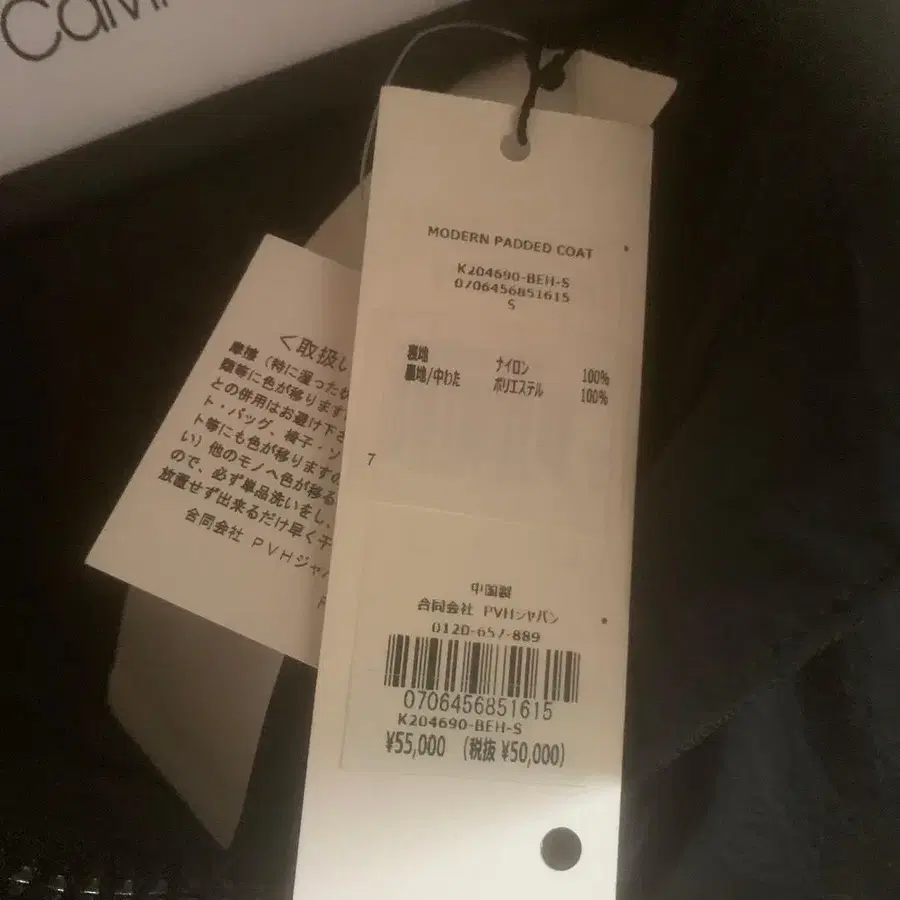 Calvi
MODERN PADDED COAT
K204690-BEH-S
0706456851615
S
表地 ナイロン 100%
裏地/中わた ポリエステル 100%
7
中国製
合同会社 PVHジャパン
0120-657-889
0706456851615
K204690-BEH-S
¥55,000 (税抜 ¥50,000)
<取扱い
摩擦(特に湿った状
類等に色が移ります
との併用はお避け下さ
ト・バッグ、椅子・ソ
ト等にも色が移りますの
い)他のモノへ色が移る
ので、必ず単品洗いをし、
放置せず出来るだけ早く干
合同会社 PVHジャパ